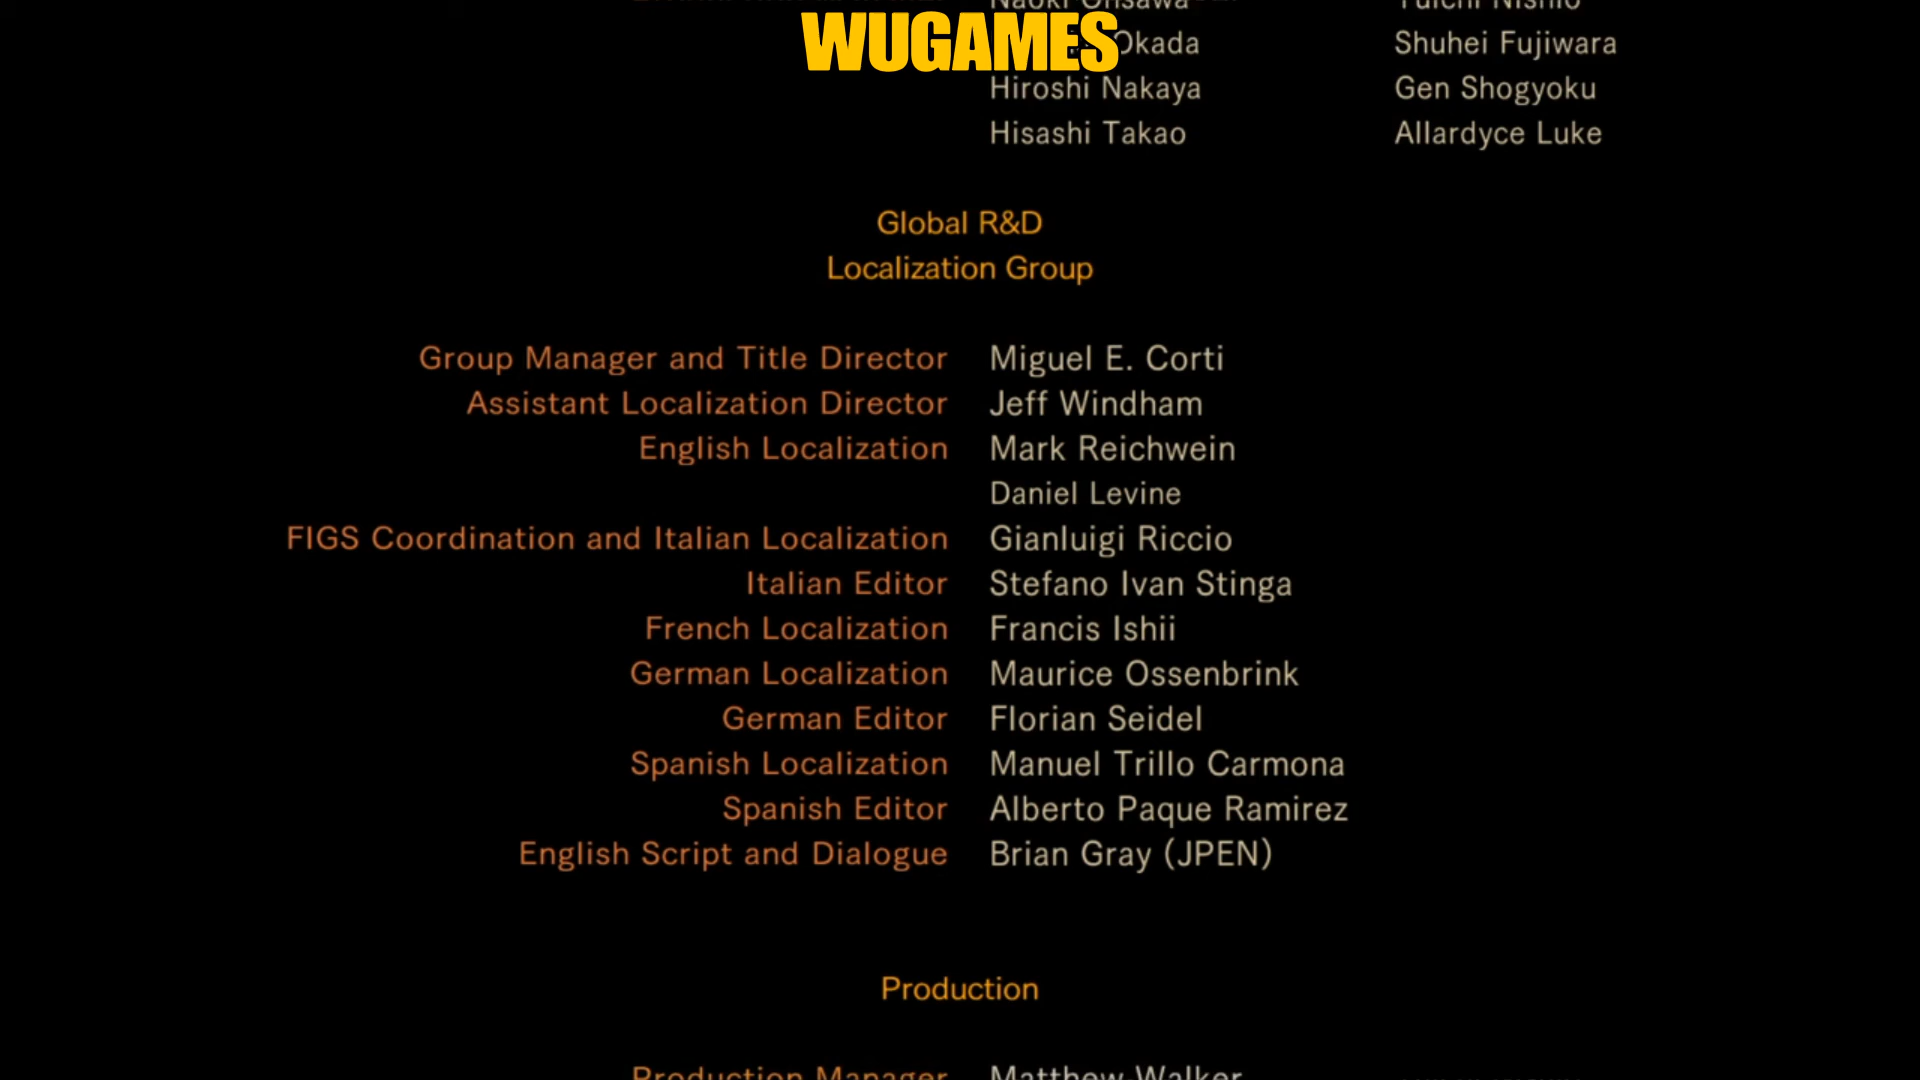 Naoki Ohsawa Yuichi Nishio
WUGAMES
Okada Shuhei Fujiwara
Hiroshi Nakaya Gen Shogyoku
Hisashi Takao Allardyce Luke
Global R&D
Localization Group
Group Manager and Title Director Miguel E. Corti
Assistant Localization Director Jeff Windham
English Localization Mark Reichwein
Daniel Levine
FIGS Coordination and Italian Localization Gianluigi Riccio
Italian Editor Stefano Ivan Stinga
French Localization Francis Ishii
German Localization Maurice Ossenbrink
German Editor Florian Seidel
Spanish Localization Manuel Trillo Carmona
Spanish Editor Alberto Paque Ramirez
English Script and Dialogue Brian Gray (JPEN)
Production
Production Manager Matthew Walker